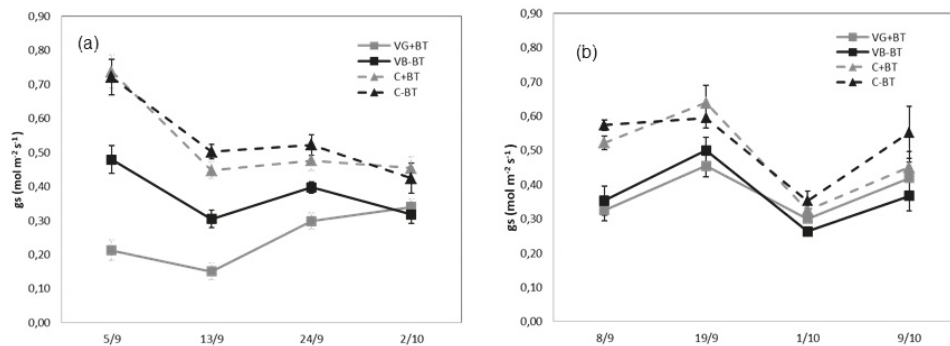 (a)
gs (mol m⁻² s⁻¹)
0,90
0,80
0,70
0,60
0,50
0,40
0,30
0,20
0,10
0,00
VG+BT
VB-BT
C+BT
C-BT
5/9 13/9 24/9 2/10
(b)
gs (mol m⁻² s⁻¹)
0,90
0,80
0,70
0,60
0,50
0,40
0,30
0,20
0,10
0,00
VG+BT
VB-BT
C+BT
C-BT
8/9 19/9 1/10 9/10